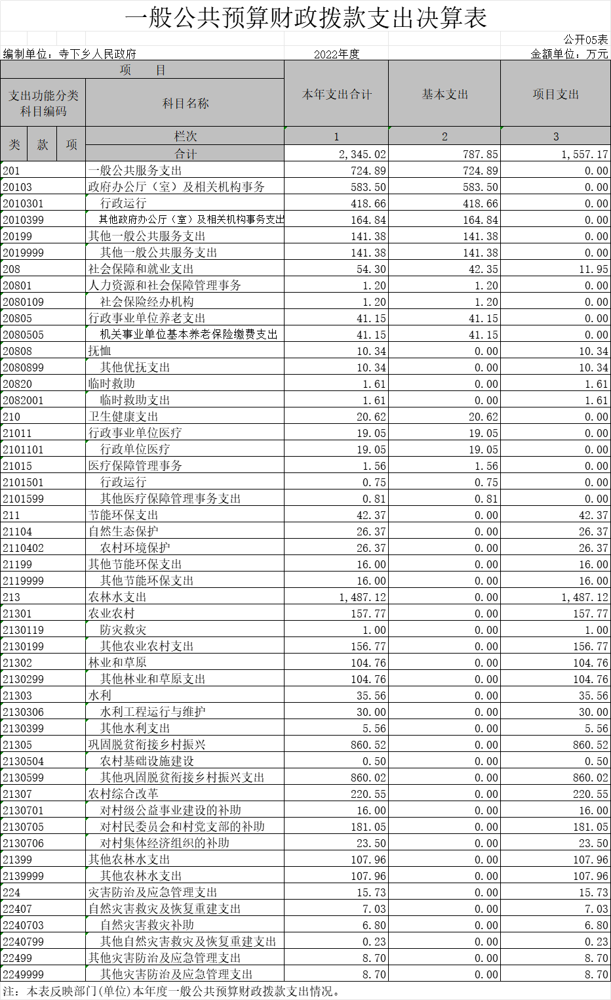 一般公共预算财政拨款支出决算表
公开05表
编制单位：寺下乡人民政府 2022年度 金额单位：万元
项 目 本年支出合计 基本支出 项目支出
支出功能分类科目编码 科目名称
类 款 项 栏次 1 2 3
合计 2,345.02 787.85 1,557.17
201 一般公共服务支出 724.89 724.89 0.00
20103 政府办公厅（室）及相关机构事务 583.50 583.50 0.00
2010301 行政运行 418.66 418.66 0.00
2010399 其他政府办公厅（室）及相关机构事务支出 164.84 164.84 0.00
20199 其他一般公共服务支出 141.38 141.38 0.00
2019999 其他一般公共服务支出 141.38 141.38 0.00
208 社会保障和就业支出 54.30 42.35 11.95
20801 人力资源和社会保障管理事务 1.20 1.20 0.00
2080109 社会保险经办机构 1.20 1.20 0.00
20805 行政事业单位养老支出 41.15 41.15 0.00
2080505 机关事业单位基本养老保险缴费支出 41.15 41.15 0.00
20808 抚恤 10.34 0.00 10.34
2080899 其他优抚支出 10.34 0.00 10.34
20820 临时救助 1.61 0.00 1.61
2082001 临时救助支出 1.61 0.00 1.61
210 卫生健康支出 20.62 20.62 0.00
21011 行政事业单位医疗 19.05 19.05 0.00
2101101 行政单位医疗 19.05 19.05 0.00
21015 医疗保障管理事务 1.56 1.56 0.00
2101501 行政运行 0.75 0.75 0.00
2101599 其他医疗保障管理事务支出 0.81 0.81 0.00
211 节能环保支出 42.37 0.00 42.37
21104 自然生态保护 26.37 0.00 26.37
2110402 农村环境保护 26.37 0.00 26.37
21199 其他节能环保支出 16.00 0.00 16.00
2119999 其他节能环保支出 16.00 0.00 16.00
213 农林水支出 1,487.12 0.00 1,487.12
21301 农业农村 157.77 0.00 157.77
2130119 防灾救灾 1.00 0.00 1.00
2130199 其他农业农村支出 156.77 0.00 156.77
21302 林业和草原 104.76 0.00 104.76
2130299 其他林业和草原支出 104.76 0.00 104.76
21303 水利 35.56 0.00 35.56
2130306 水利工程运行与维护 30.00 0.00 30.00
2130399 其他水利支出 5.56 0.00 5.56
21305 巩固脱贫衔接乡村振兴 860.52 0.00 860.52
2130504 农村基础设施建设 0.50 0.00 0.50
2130599 其他巩固脱贫衔接乡村振兴支出 860.02 0.00 860.02
21307 农村综合改革 220.55 0.00 220.55
2130701 对村级公益事业建设的补助 16.00 0.00 16.00
2130705 对村民委员会和村党支部的补助 181.05 0.00 181.05
2130706 对村集体经济组织的补助 23.50 0.00 23.50
21399 其他农林水支出 107.96 0.00 107.96
2139999 其他农林水支出 107.96 0.00 107.96
224 灾害防治及应急管理支出 15.73 0.00 15.73
22407 自然灾害救灾及恢复重建支出 7.03 0.00 7.03
2240703 自然灾害救灾补助 6.80 0.00 6.80
2240799 其他自然灾害救灾及恢复重建支出 0.23 0.00 0.23
22499 其他灾害防治及应急管理支出 8.70 0.00 8.70
2249999 其他灾害防治及应急管理支出 8.70 0.00 8.70
注：本表反映部门(单位)本年度一般公共预算财政拨款支出情况。